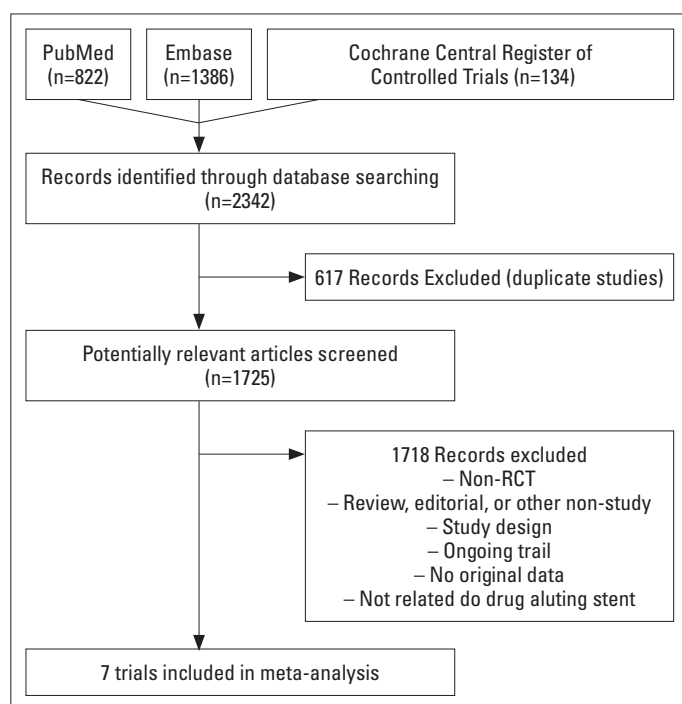 PubMed
(n=822)
Embase
(n=1386)
Cochrane Central Register of
Controlled Trials (n=134)
Records identified through database searching
(n=2342)
617 Records Excluded (duplicate studies)
Potentially relevant articles screened
(n=1725)
1718 Records excluded
– Non-RCT
– Review, editorial, or other non-study
– Study design
– Ongoing trail
– No original data
– Not related do drug aluting stent
7 trials included in meta-analysis